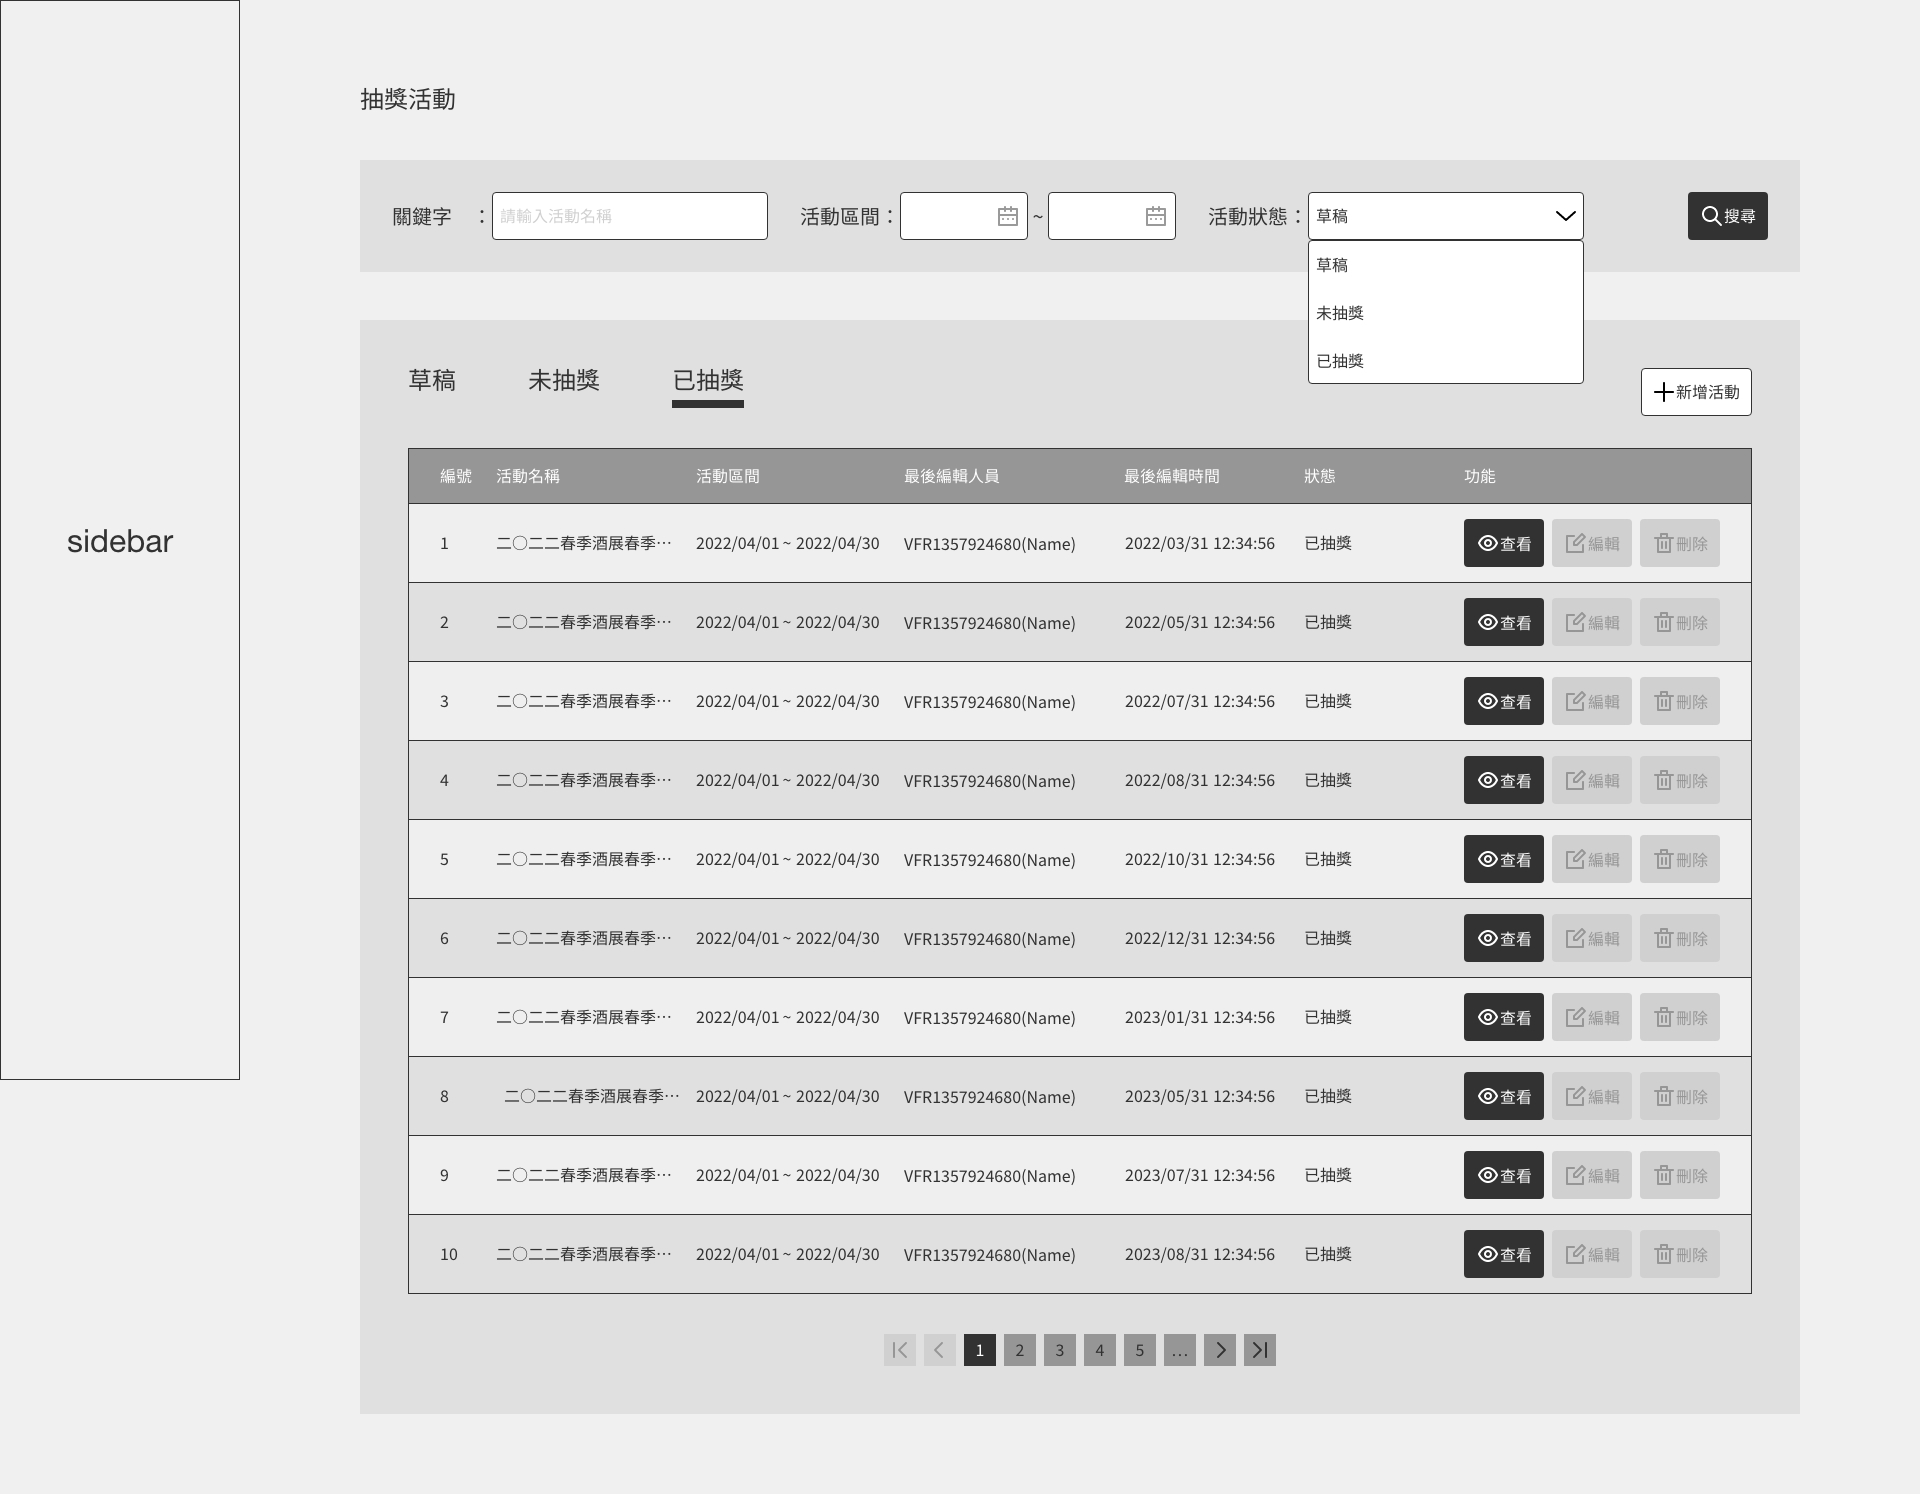 抽獎活動
關鍵字 : 請輸入活動名稱 活動區間: ~ 活動狀態: 草稿 搜尋
草稿
未抽獎
已抽獎
草稿 未抽獎 已抽獎
新增活動
編號 活動名稱 活動區間 最後編輯人員 最後編輯時間 狀態 功能
1 二〇二二春季酒展春季… 2022/04/01 ~ 2022/04/30 VFR1357924680(Name) 2022/03/31 12:34:56 已抽獎 查看 編輯 刪除
2 二〇二二春季酒展春季… 2022/04/01 ~ 2022/04/30 VFR1357924680(Name) 2022/05/31 12:34:56 已抽獎 查看 編輯 刪除
3 二〇二二春季酒展春季… 2022/04/01 ~ 2022/04/30 VFR1357924680(Name) 2022/07/31 12:34:56 已抽獎 查看 編輯 刪除
4 二〇二二春季酒展春季… 2022/04/01 ~ 2022/04/30 VFR1357924680(Name) 2022/08/31 12:34:56 已抽獎 查看 編輯 刪除
sidebar
5 二〇二二春季酒展春季… 2022/04/01 ~ 2022/04/30 VFR1357924680(Name) 2022/10/31 12:34:56 已抽獎 查看 編輯 刪除
6 二〇二二春季酒展春季… 2022/04/01 ~ 2022/04/30 VFR1357924680(Name) 2022/12/31 12:34:56 已抽獎 查看 編輯 刪除
7 二〇二二春季酒展春季… 2022/04/01 ~ 2022/04/30 VFR1357924680(Name) 2023/01/31 12:34:56 已抽獎 查看 編輯 刪除
8 二〇二二春季酒展春季… 2022/04/01 ~ 2022/04/30 VFR1357924680(Name) 2023/05/31 12:34:56 已抽獎 查看 編輯 刪除
9 二〇二二春季酒展春季… 2022/04/01 ~ 2022/04/30 VFR1357924680(Name) 2023/07/31 12:34:56 已抽獎 查看 編輯 刪除
10 二〇二二春季酒展春季… 2022/04/01 ~ 2022/04/30 VFR1357924680(Name) 2023/08/31 12:34:56 已抽獎 查看 編輯 刪除
1 2 3 4 5 ...